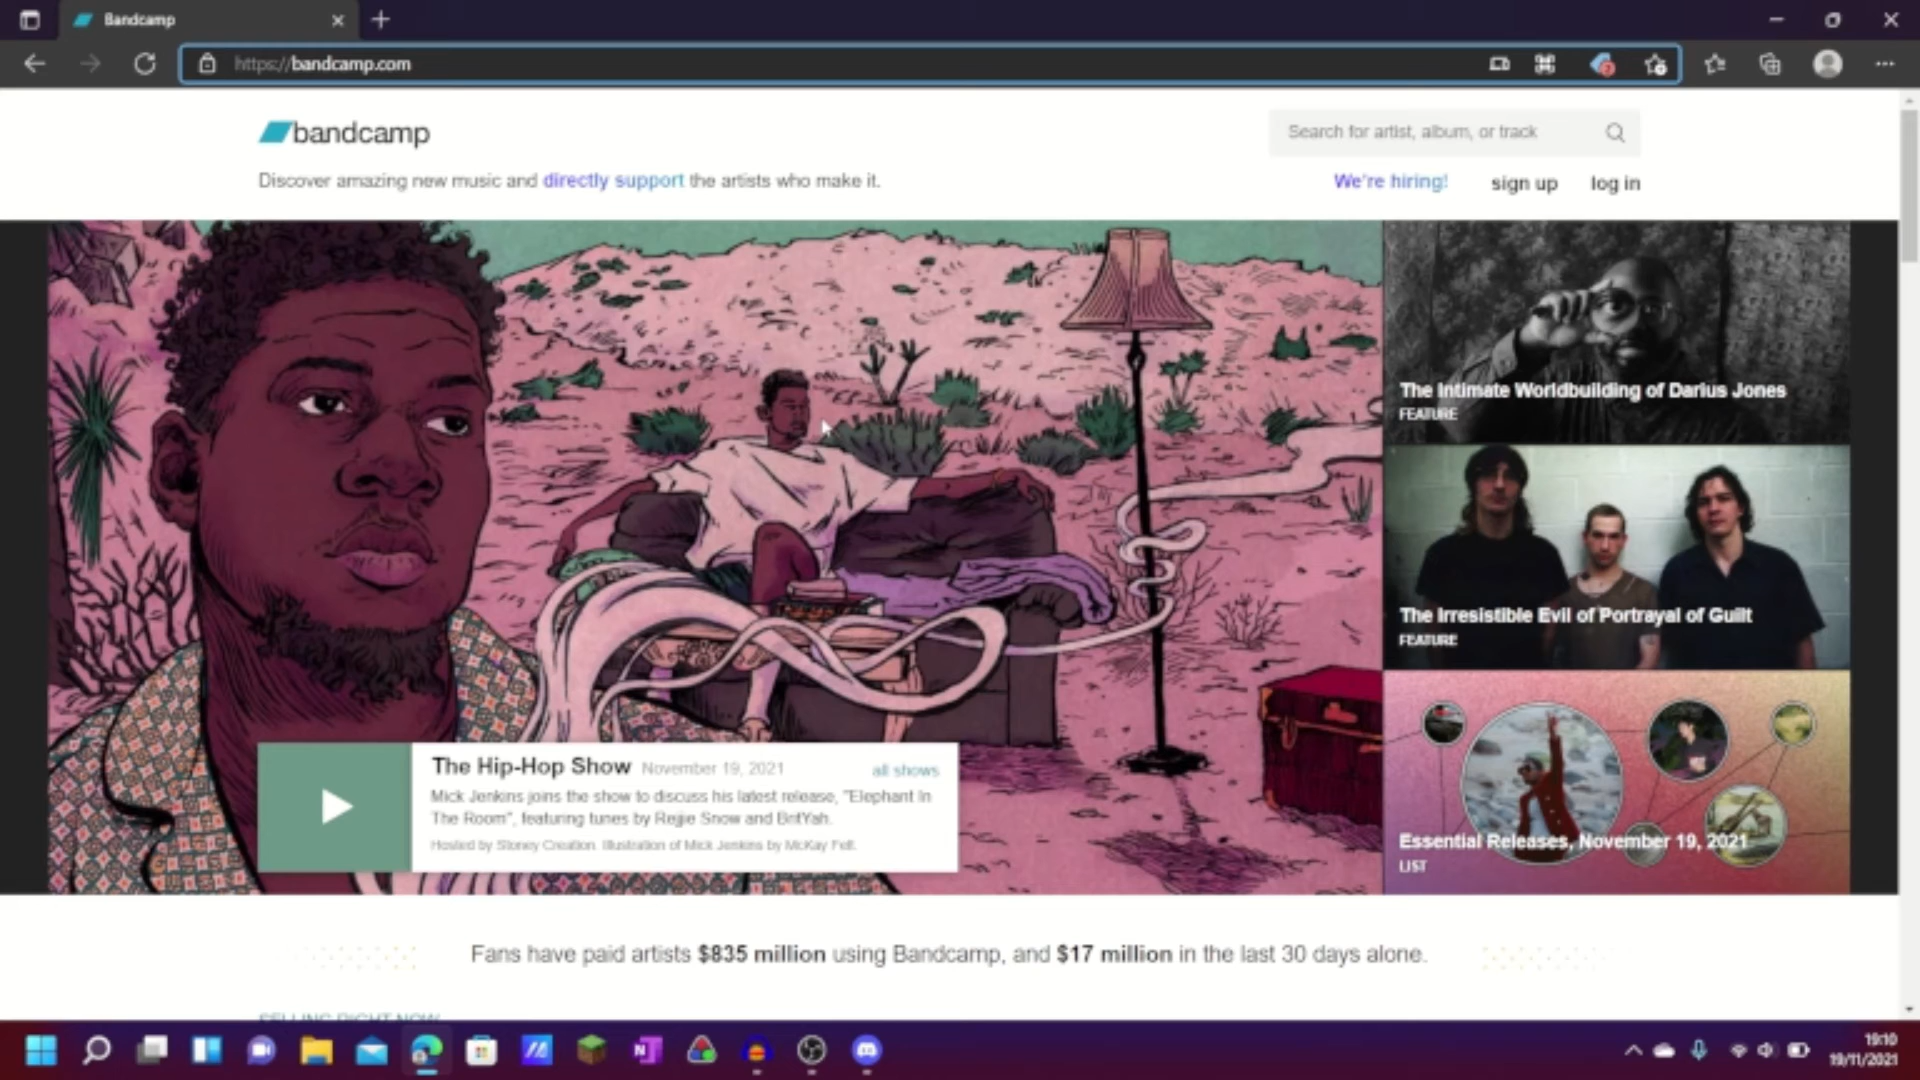 Bandcamp
https://bandcamp.com
bandcamp
Search for artist, album, or track
Discover amazing new music and directly support the artists who make it.
We're hiring!
sign up
log in
The Intimate Worldbuilding of Darius Jones
FEATURE
The Irresistible Evil of Portrayal of Guilt
FEATURE
The Hip-Hop Show November 19, 2021 all shows
Mick Jenkins joins the show to discuss his latest release, "Elephant In
The Room", featuring tunes by Rejjie Snow and BritYah.
Hosted by Stoney Creation. Illustration of Mick Jenkins by McKay Felt.
Essential Releases, November 19, 2021
LIST
Fans have paid artists $835 million using Bandcamp, and $17 million in the last 30 days alone.
SELLING RIGHT NOW
19:10
19/11/2021